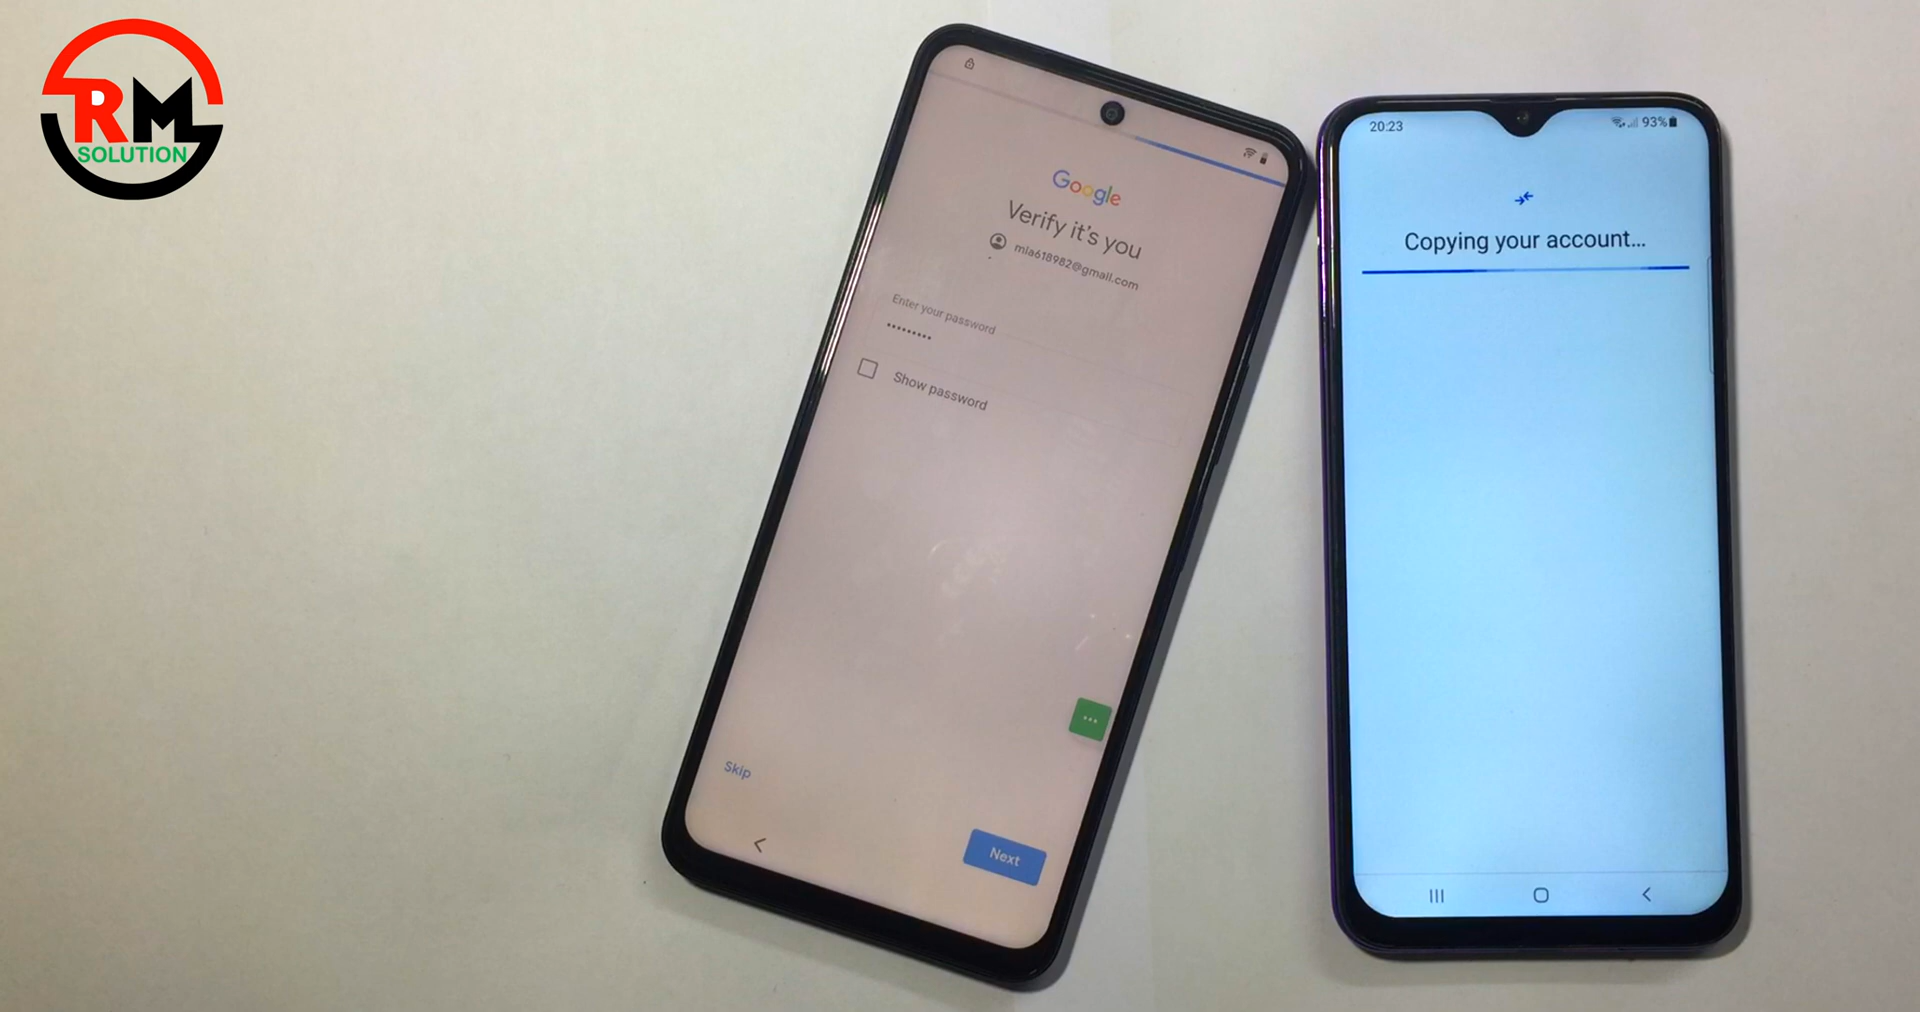 RM
SOLUTION
Google
Verify it's you
mla618982@gmail.com
Enter your password
•••••••••
Show password
Skip
Next
20:23
93%
Copying your account...